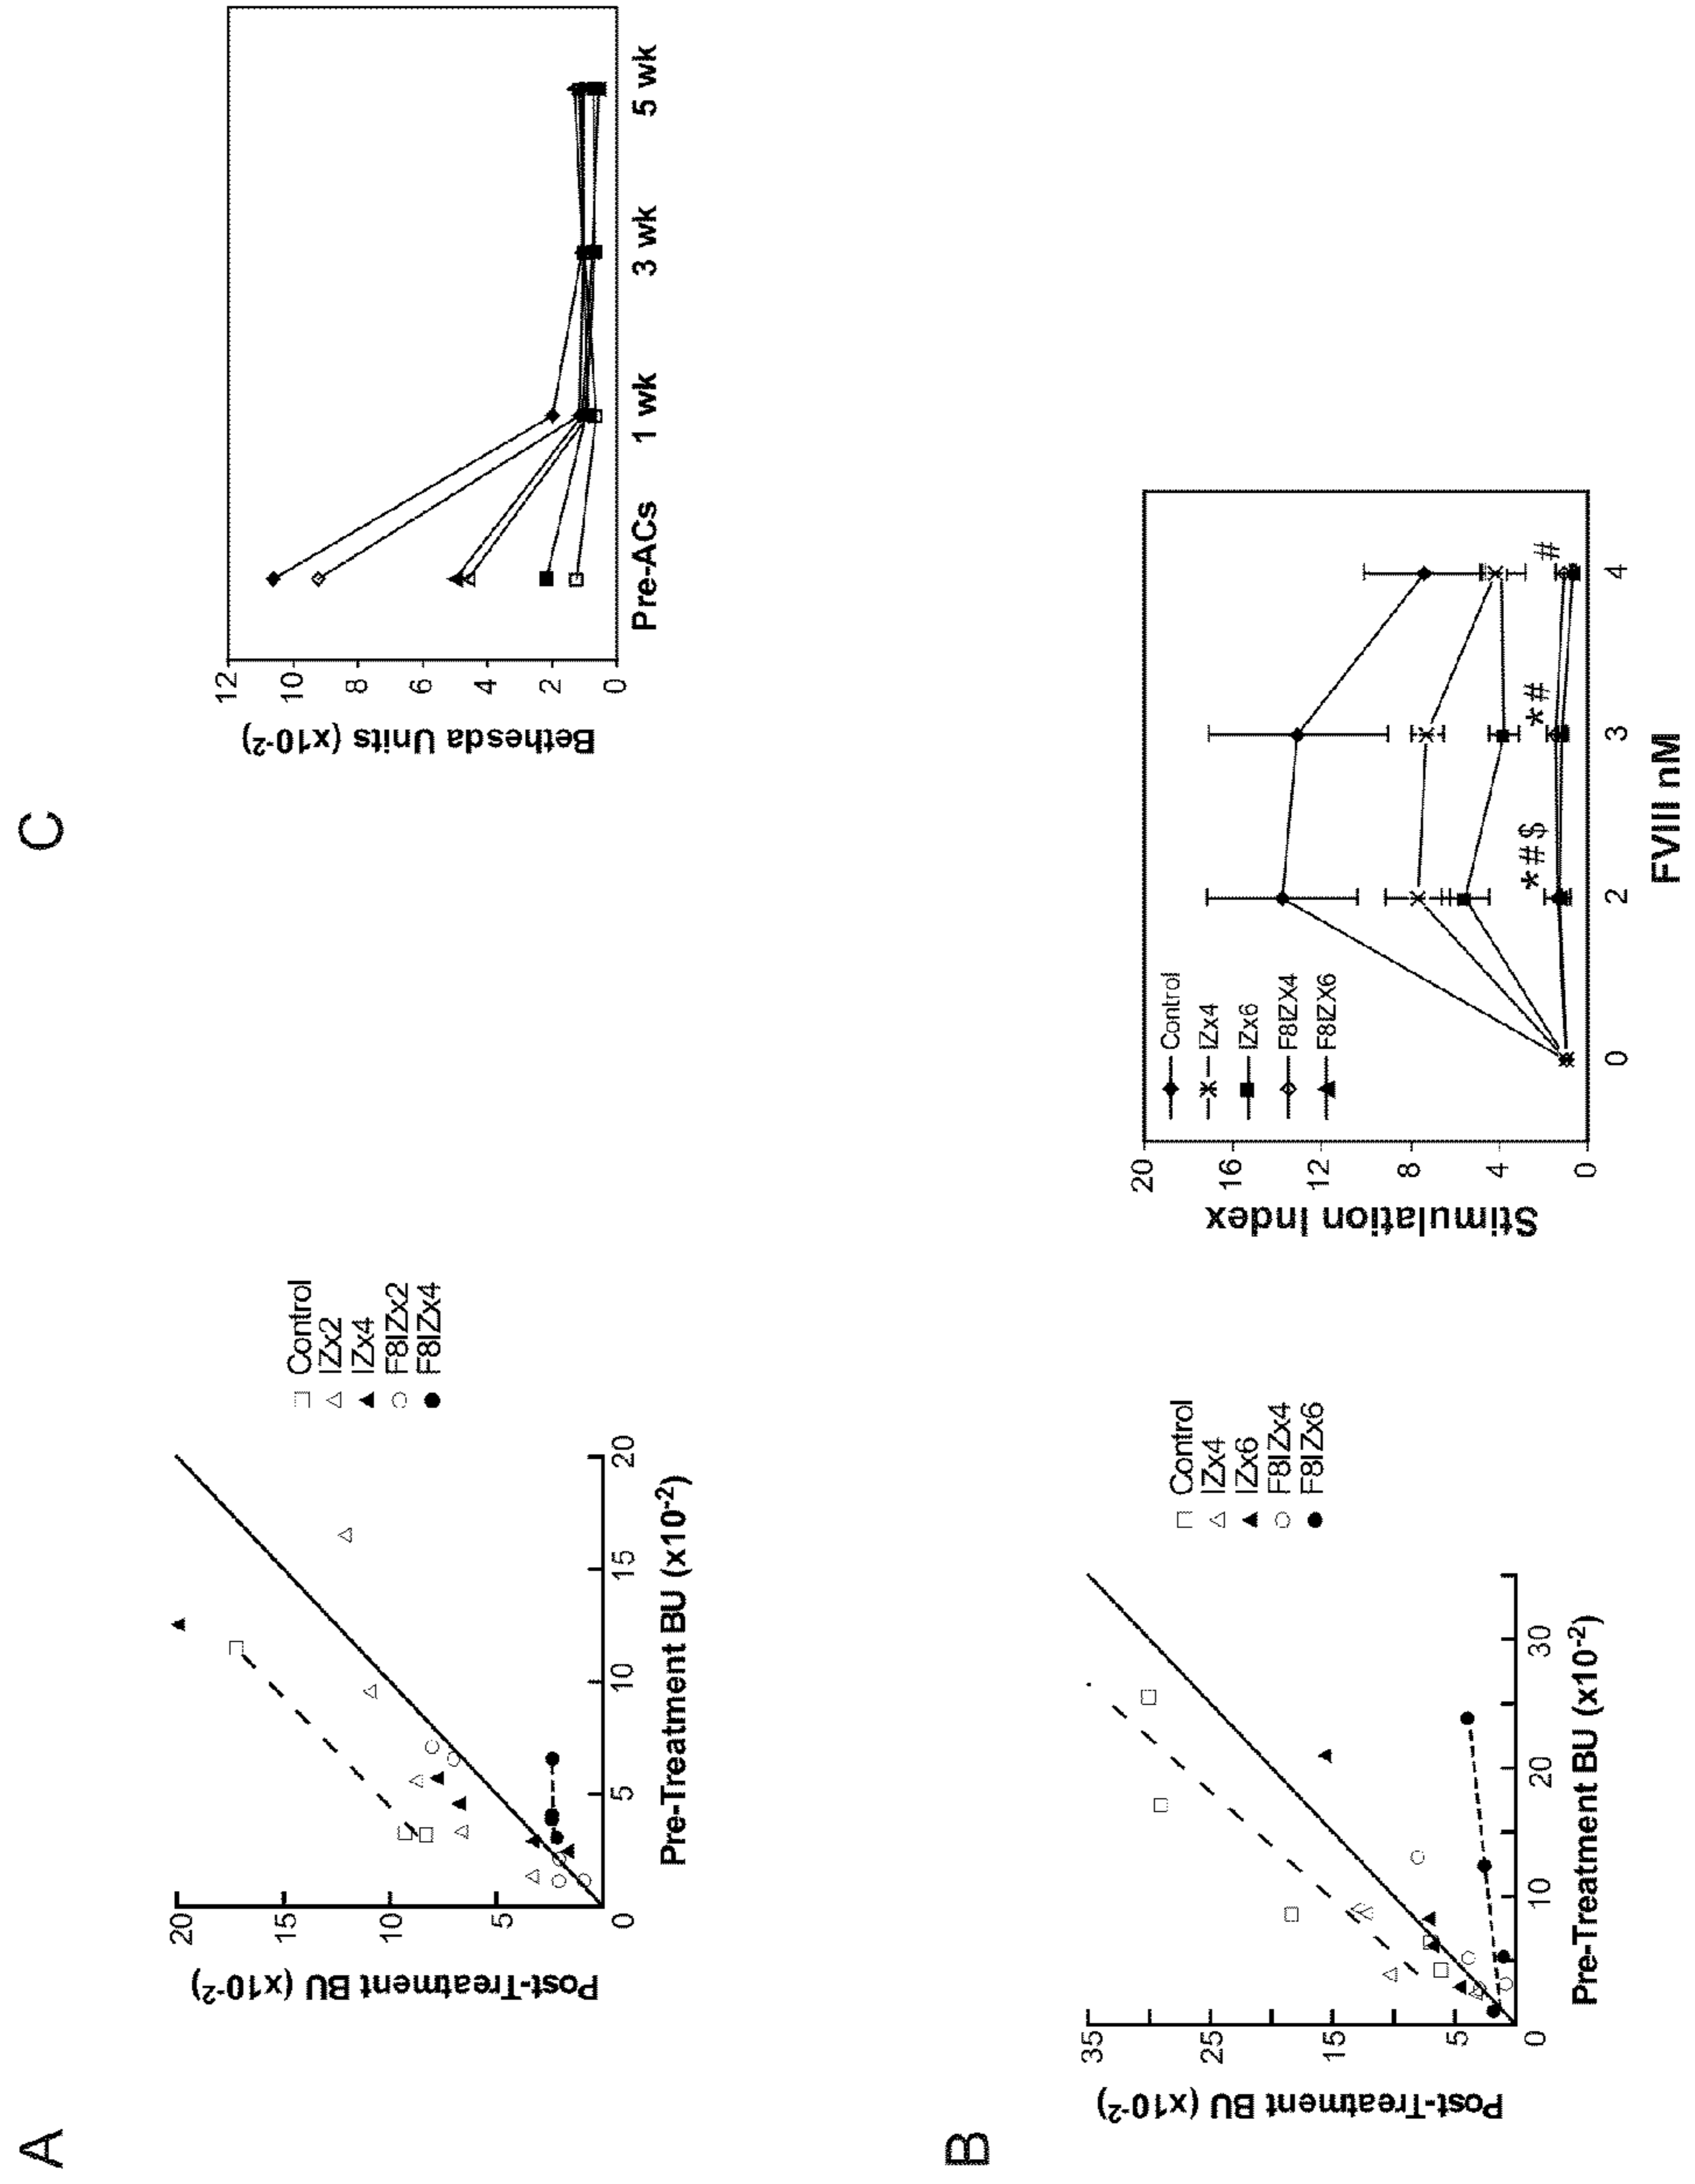 A
Post-Treatment BU (x10-2)
20
15
10
5
0
5
10
15
20
Pre-Treatment BU (x10-2)
Control
IZx2
IZx4
F8IZx2
F8IZx4
B
Post-Treatment BU (x10-2)
35
25
15
5
0
10
20
30
Pre-Treatment BU (x10-2)
Control
IZx4
IZx6
F8IZx4
F8IZx6
Stimulation Index
20
16
12
8
4
0
Control
IZx4
IZx6
F8IZX4
F8IZX6
*#$
*#
#
0
2
3
4
FVIII nM
C
Bethesda Units (x10-2)
12
10
8
6
4
2
0
Pre-ACs
1 wk
3 wk
5 wk